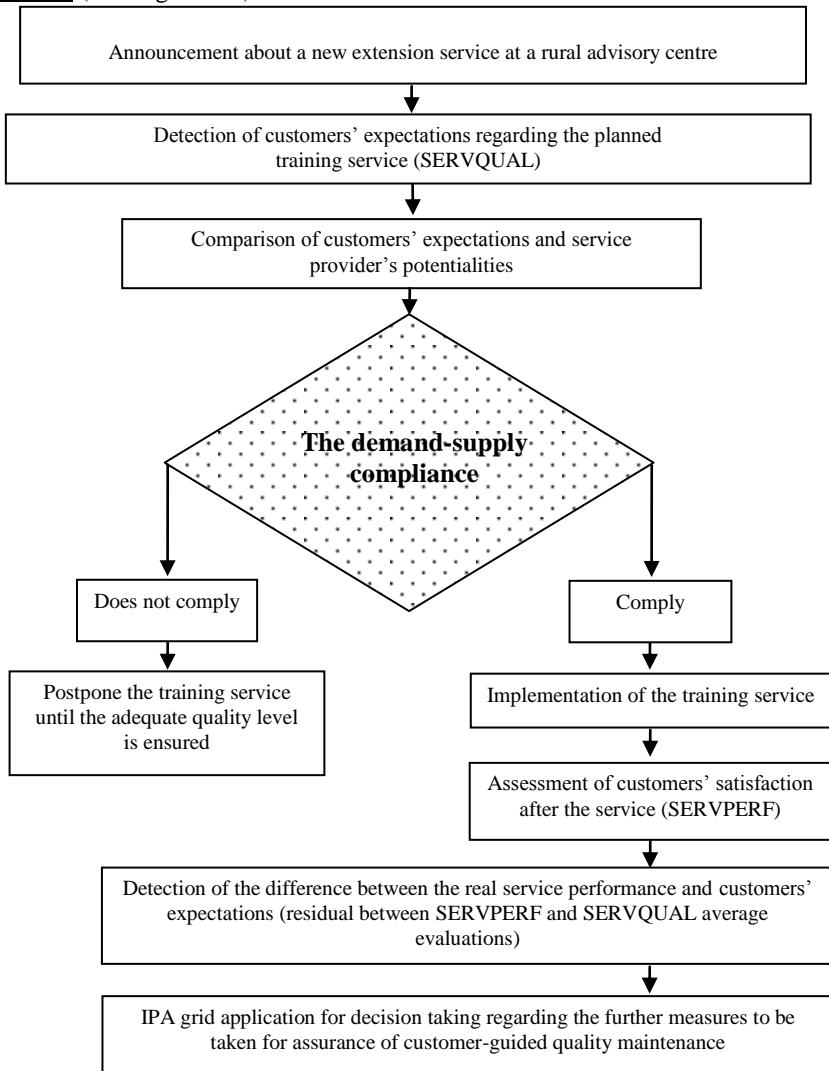 Announcement about a new extension service at a rural advisory centre
Detection of customers’ expectations regarding the planned
training service (SERVQUAL)
Comparison of customers’ expectations and service
provider’s potentialities
The demand-supply
compliance
Does not comply
Comply
Postpone the training service
until the adequate quality level
is ensured
Implementation of the training service
Assessment of customers’ satisfaction
after the service (SERVPERF)
Detection of the difference between the real service performance and customers’
expectations (residual between SERVPERF and SERVQUAL average
evaluations)
IPA grid application for decision taking regarding the further measures to be
taken for assurance of customer-guided quality maintenance